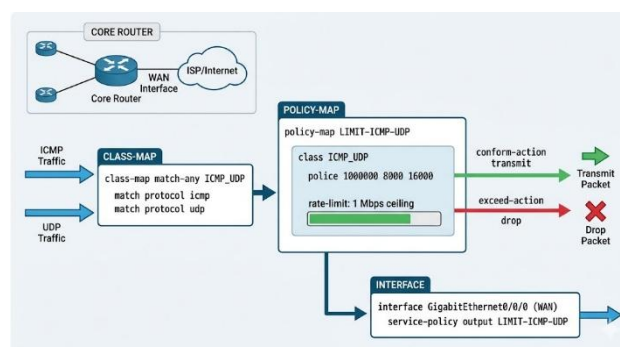 CORE ROUTER
Core Router
WAN
Interface
ISP/Internet
ICMP
Traffic
UDP
Traffic
CLASS-MAP
class-map match-any ICMP_UDP
match protocol icmp
match protocol udp
POLICY-MAP
policy-map LIMIT-ICMP-UDP
class ICMP_UDP
police 1000000 8000 16000
rate-limit: 1 Mbps ceiling
conform-action
transmit
Transmit
Packet
exceed-action
drop
Drop
Packet
INTERFACE
interface GigabitEthernet0/0/0 (WAN)
service-policy output LIMIT-ICMP-UDP